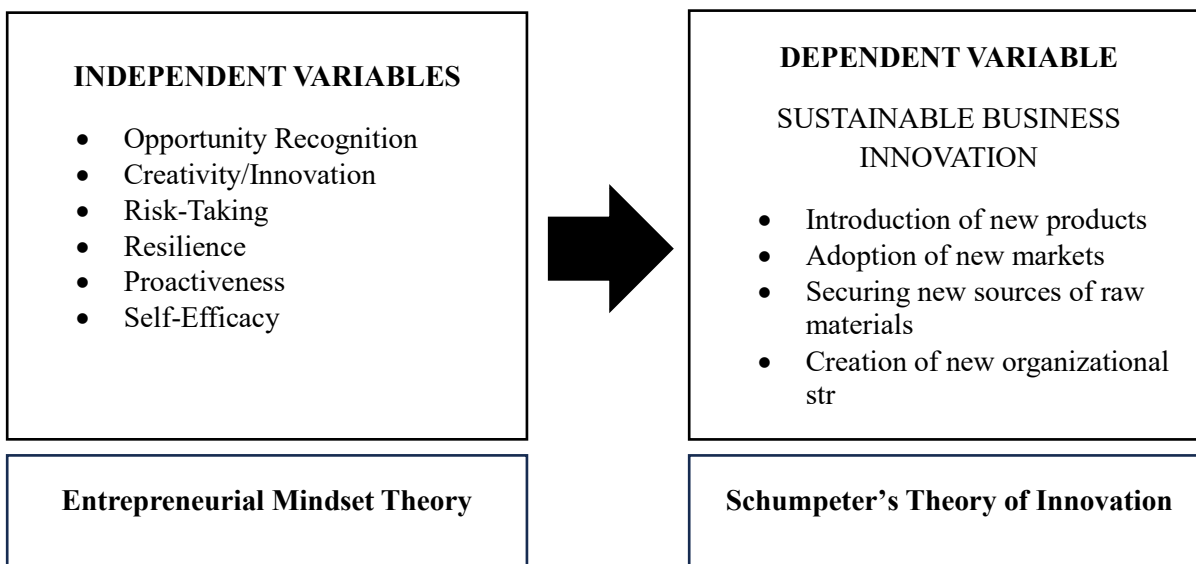 INDEPENDENT VARIABLES
• Opportunity Recognition
• Creativity/Innovation
• Risk-Taking
• Resilience
• Proactiveness
• Self-Efficacy
DEPENDENT VARIABLE
SUSTAINABLE BUSINESS
INNOVATION
• Introduction of new products
• Adoption of new markets
• Securing new sources of raw
materials
• Creation of new organizational
str
Entrepreneurial Mindset Theory
Schumpeter’s Theory of Innovation